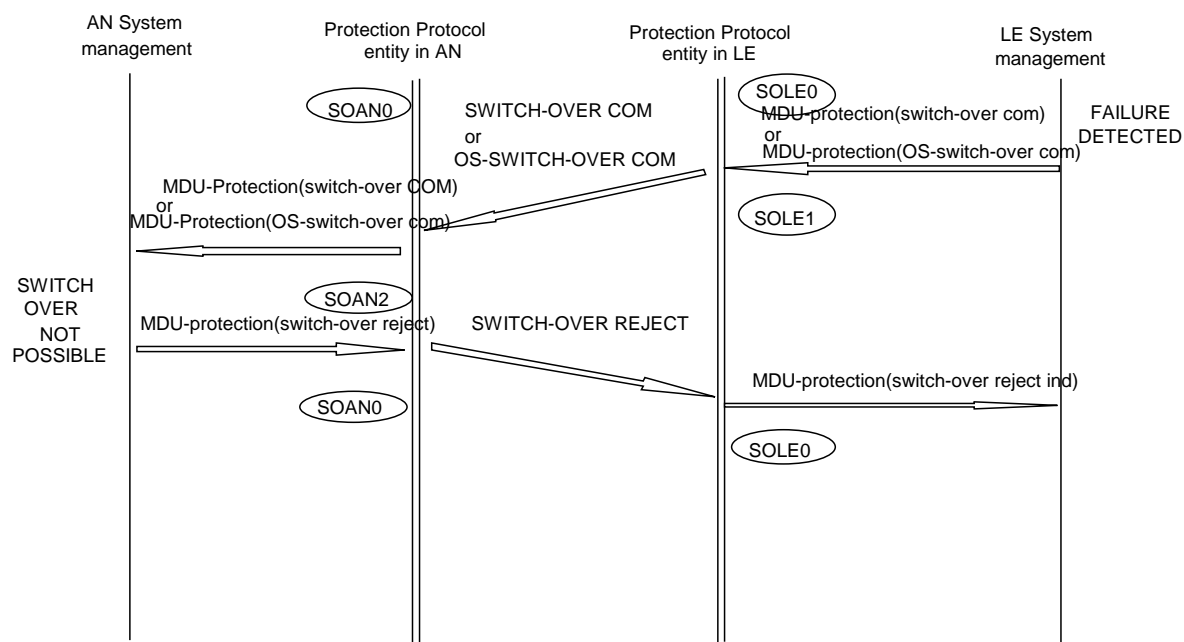 AN System
management
Protection Protocol
entity in AN
Protection Protocol
entity in LE
LE System
management
SOAN0
SWITCH-OVER COM
or
OS-SWITCH-OVER COM
SOLE0
MDU-protection(switch-over com)
or
MDU-protection(OS-switch-over com)
FAILURE
DETECTED
MDU-Protection(switch-over COM)
or
MDU-Protection(OS-switch-over com)
SOLE1
SWITCH
OVER
NOT
POSSIBLE
SOAN2
MDU-protection(switch-over reject)
SWITCH-OVER REJECT
MDU-protection(switch-over reject ind)
SOAN0
SOLE0